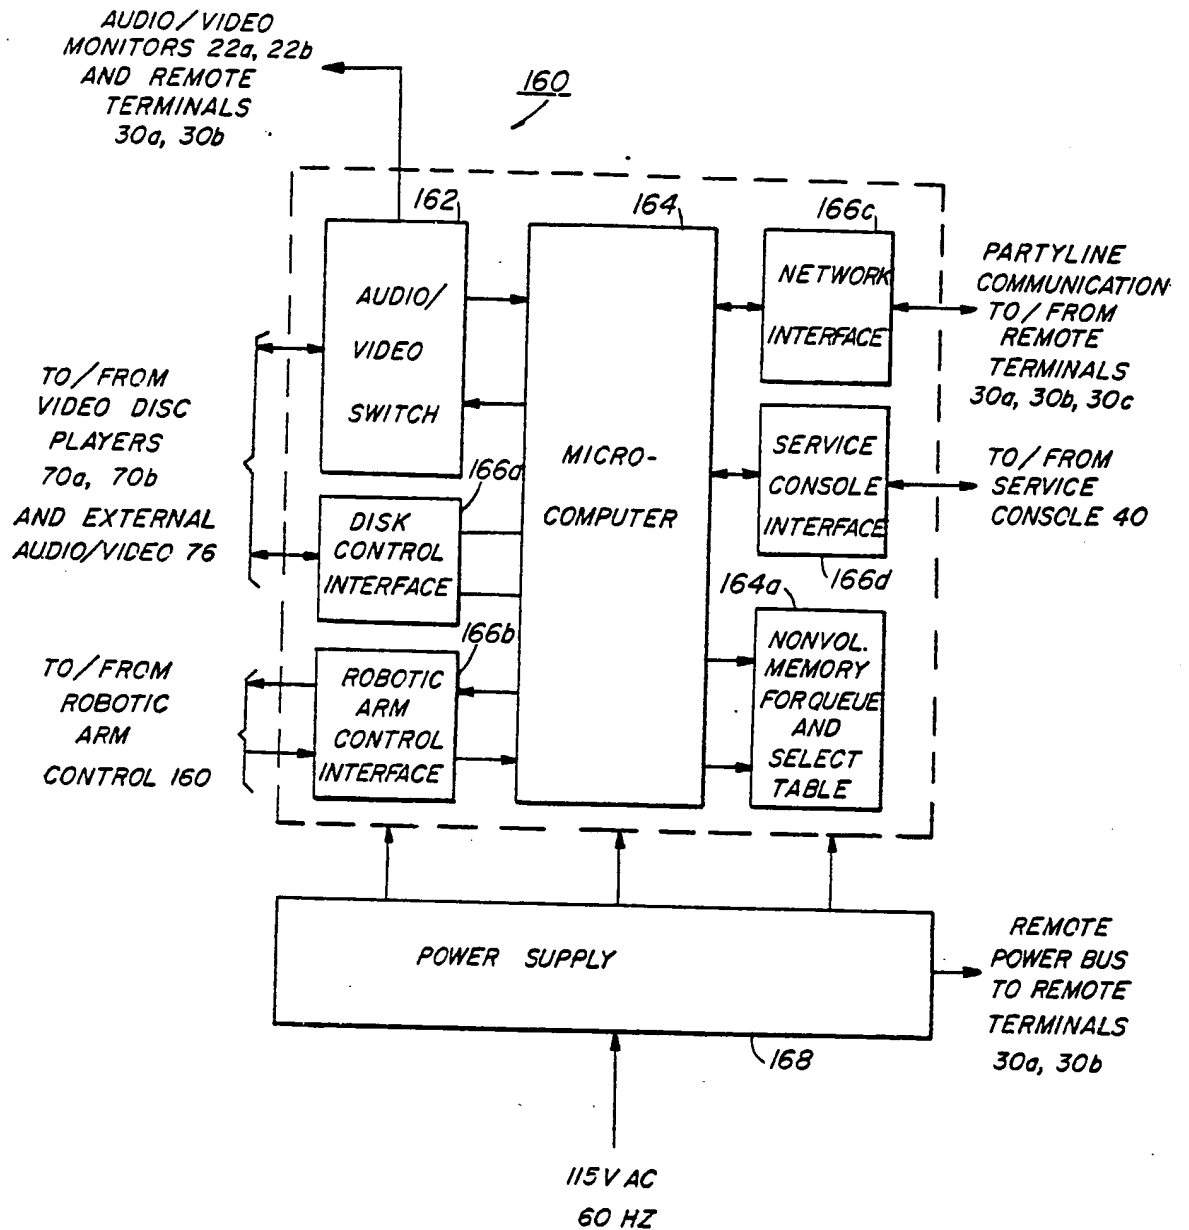 AUDIO/VIDEO
MONITORS 22a, 22b
AND REMOTE
TERMINALS
30a, 30b
160
162
164
166c
AUDIO/
VIDEO
SWITCH
MICRO-
COMPUTER
NETWORK
INTERFACE
PARTYLINE
COMMUNICATION
TO/FROM
REMOTE
TERMINALS
30a, 30b, 30c
TO/FROM
VIDEO DISC
PLAYERS
70a, 70b
AND EXTERNAL
AUDIO/VIDEO 76
166a
DISK
CONTROL
INTERFACE
SERVICE
CONSOLE
INTERFACE
166d
TO/FROM
SERVICE
CONSOLE 40
164a
166b
TO/FROM
ROBOTIC
ARM
CONTROL 160
ROBOTIC
ARM
CONTROL
INTERFACE
NONVOL.
MEMORY
FOR QUEUE
AND
SELECT
TABLE
POWER SUPPLY
168
REMOTE
POWER BUS
TO REMOTE
TERMINALS
30a, 30b
115V AC
60 HZ